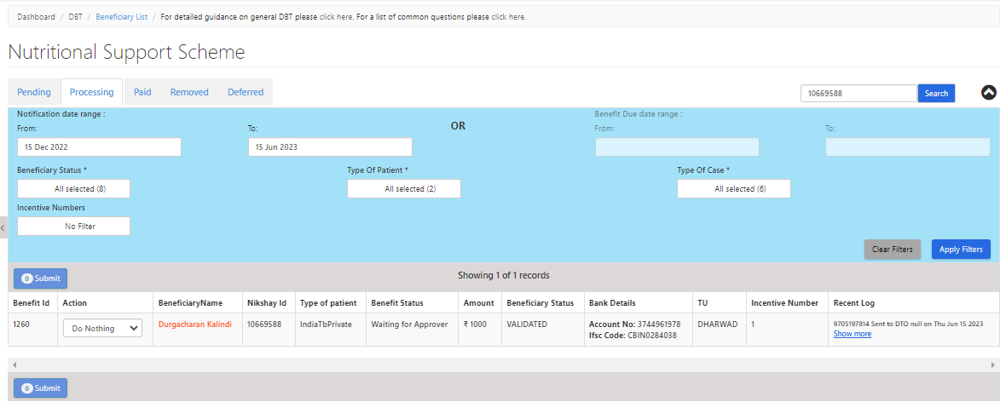 Dashboard / DBT / Beneficiary List / For detailed guidance on general DBT please click here. For a list of common questions please click here.
Nutritional Support Scheme
Pending Processing Paid Removed Deferred 10669588 Search
Notification date range : OR Benefit Due date range :
From: To: From: To:
15 Dec 2022 15 Jun 2023
Beneficiary Status * Type Of Patient * Type Of Case *
All selected (8) All selected (2) All selected (6)
Incentive Numbers
No Filter
Clear Filters Apply Filters
0 Submit Showing 1 of 1 records
Benefit Id Action BeneficiaryName Nikshay Id Type of patient Benefit Status Amount Beneficiary Status Bank Details TU Incentive Number Recent Log
1260 Do Nothing Durgacharan Kalindi 10669588 IndiaTbPrivate Waiting for Approver ₹ 1000 VALIDATED Account No: 3744961978 DHARWAD 1 9705197814 Sent to DTO null on Thu Jun 15 2023
Ifsc Code: CBIN0284038 Show more
0 Submit